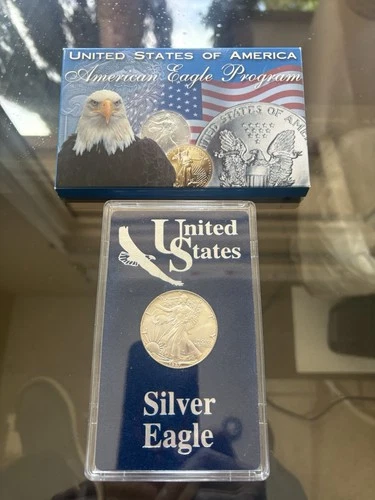 UNITED STATES OF AMERICA
American Eagle Program
United
States
Silver
Eagle